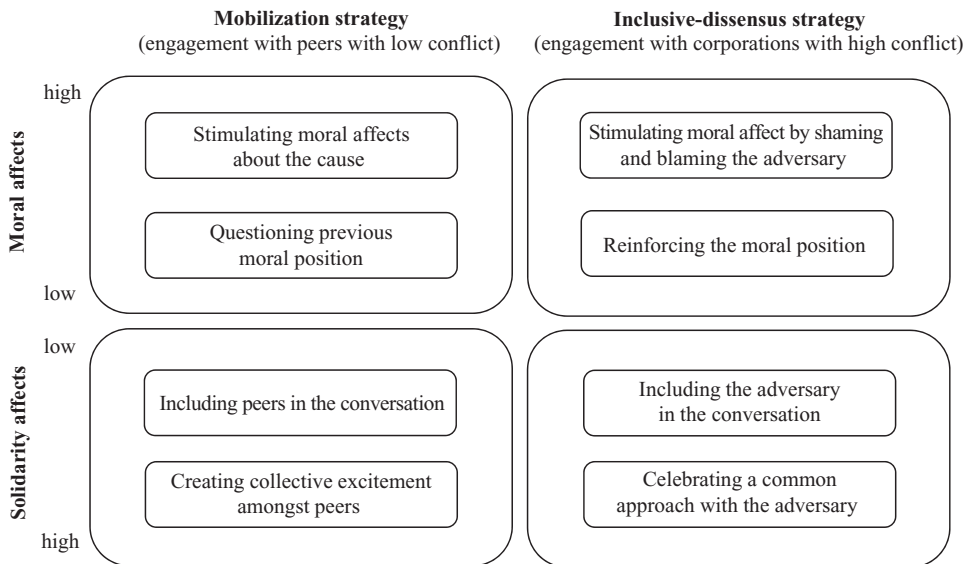 Mobilization strategy
(engagement with peers with low conflict)
Inclusive-dissensus strategy
(engagement with corporations with high conflict)
Moral affects
high
low
Stimulating moral affects
about the cause
Questioning previous
moral position
Stimulating moral affect by shaming
and blaming the adversary
Reinforcing the moral position
Solidarity affects
low
high
Including peers in the conversation
Creating collective excitement
amongst peers
Including the adversary
in the conversation
Celebrating a common
approach with the adversary